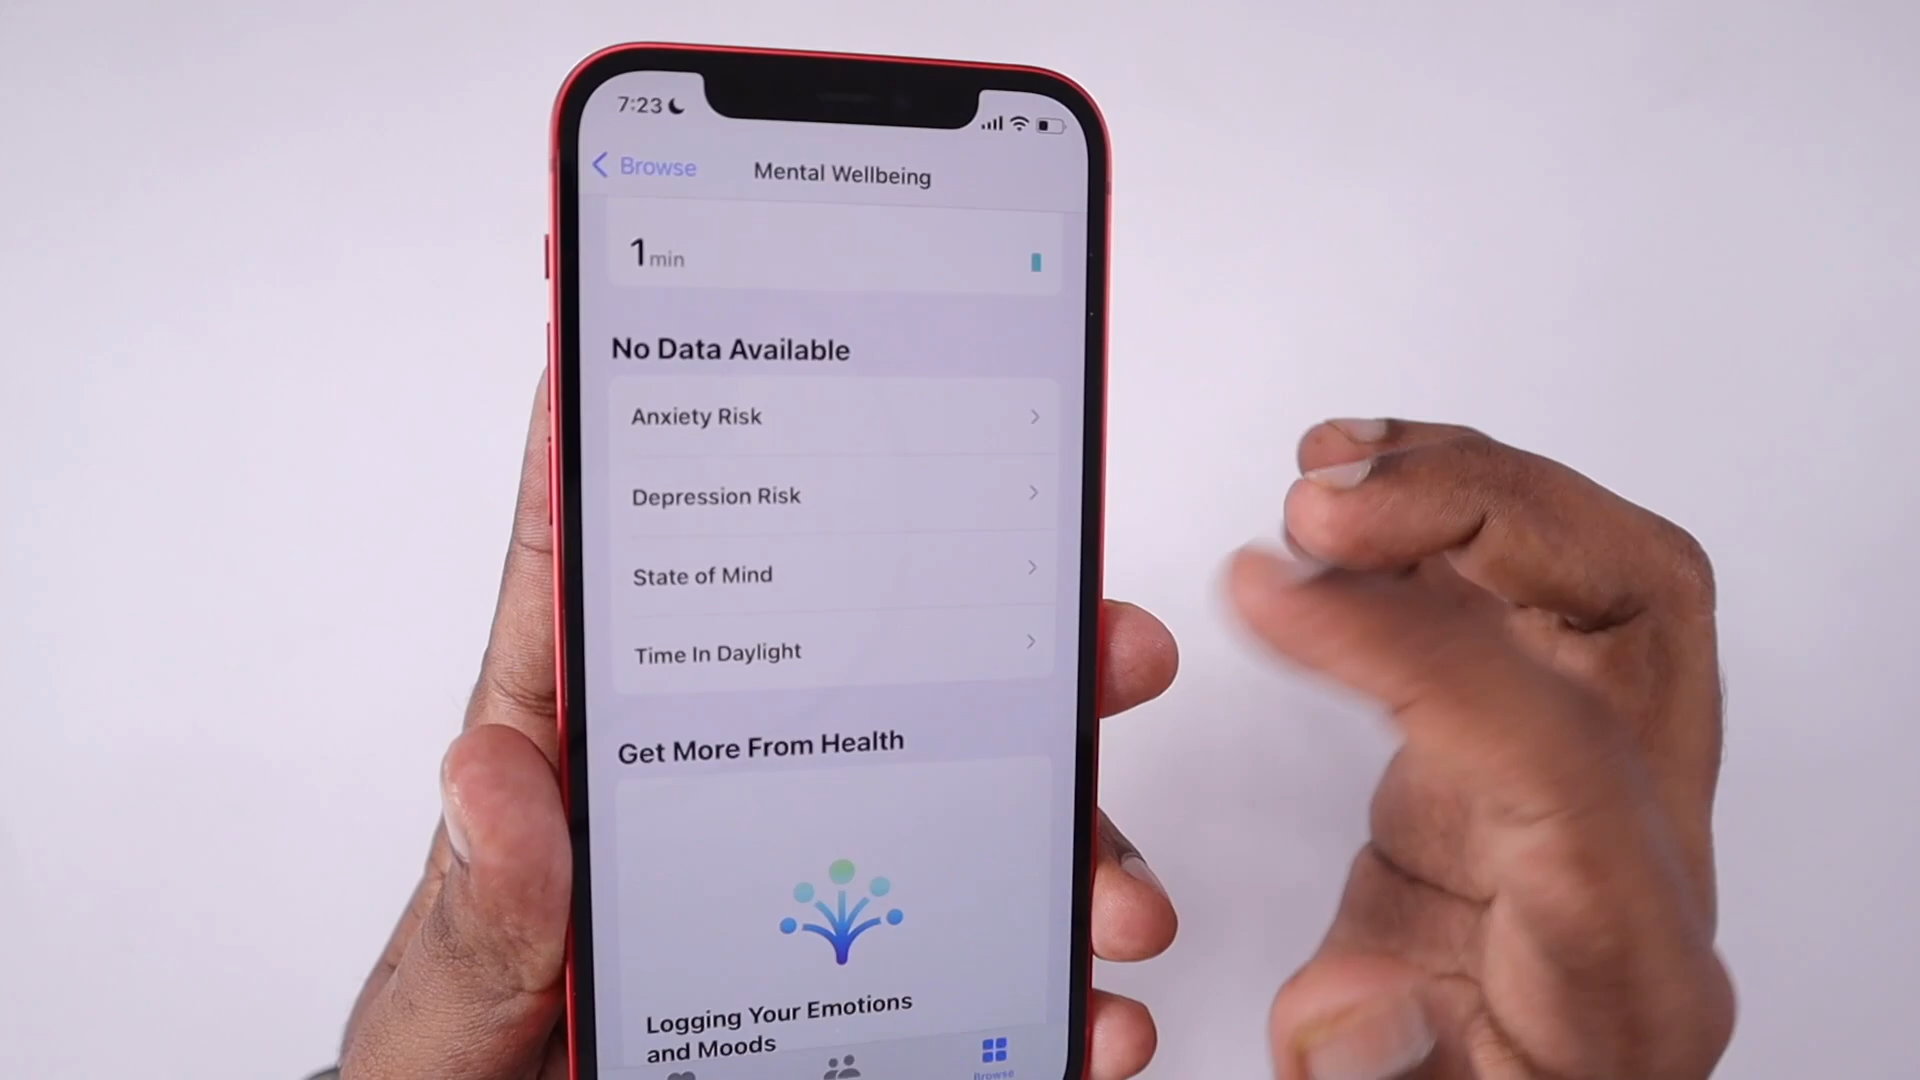 7:23
Browse
Mental Wellbeing
1 min
No Data Available
Anxiety Risk
Depression Risk
State of Mind
Time In Daylight
Get More From Health
Logging Your Emotions
and Moods
Browse